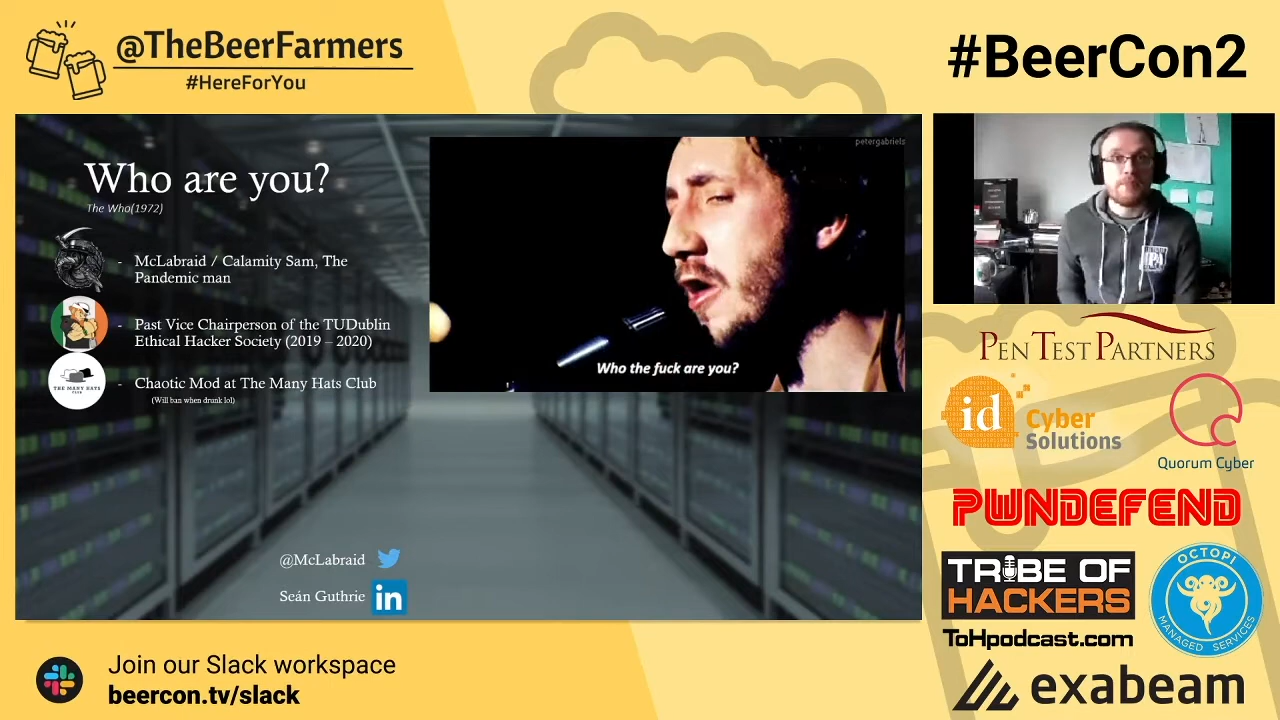 @TheBeerFarmers
#HereForYou
#BeerCon2
Who are you?
The Who(1972)
- McLabraid / Calamity Sam, The
Pandemic man
- Past Vice Chairperson of the TUDublin
Ethical Hacker Society (2019 – 2020)
THE MANY HATS
CLUB
- Chaotic Mod at The Many Hats Club
(Will ban when drunk lol)
petergabriels
Who the fuck are you?
@McLabraid
Seán Guthrie
in
IPA
PEN TEST PARTNERS
id
Cyber
Solutions
Quorum Cyber
PWNDEFEND
TRIBE OF
HACKERS
ToHpodcast.com
OCTOPI
MANAGED SERVICES
exabeam
Join our Slack workspace
beercon.tv/slack